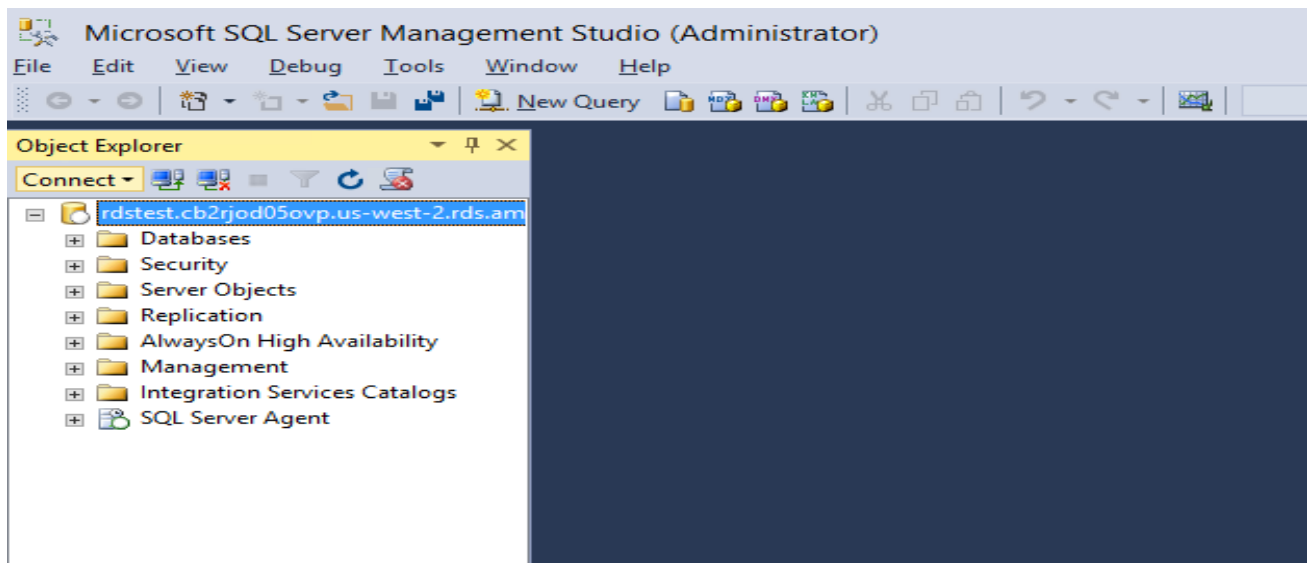 Microsoft SQL Server Management Studio (Administrator)
File Edit View Debug Tools Window Help
New Query
Object Explorer
Connect
rdstest.cb2rjod05ovp.us-west-2.rds.am
Databases
Security
Server Objects
Replication
AlwaysOn High Availability
Management
Integration Services Catalogs
SQL Server Agent